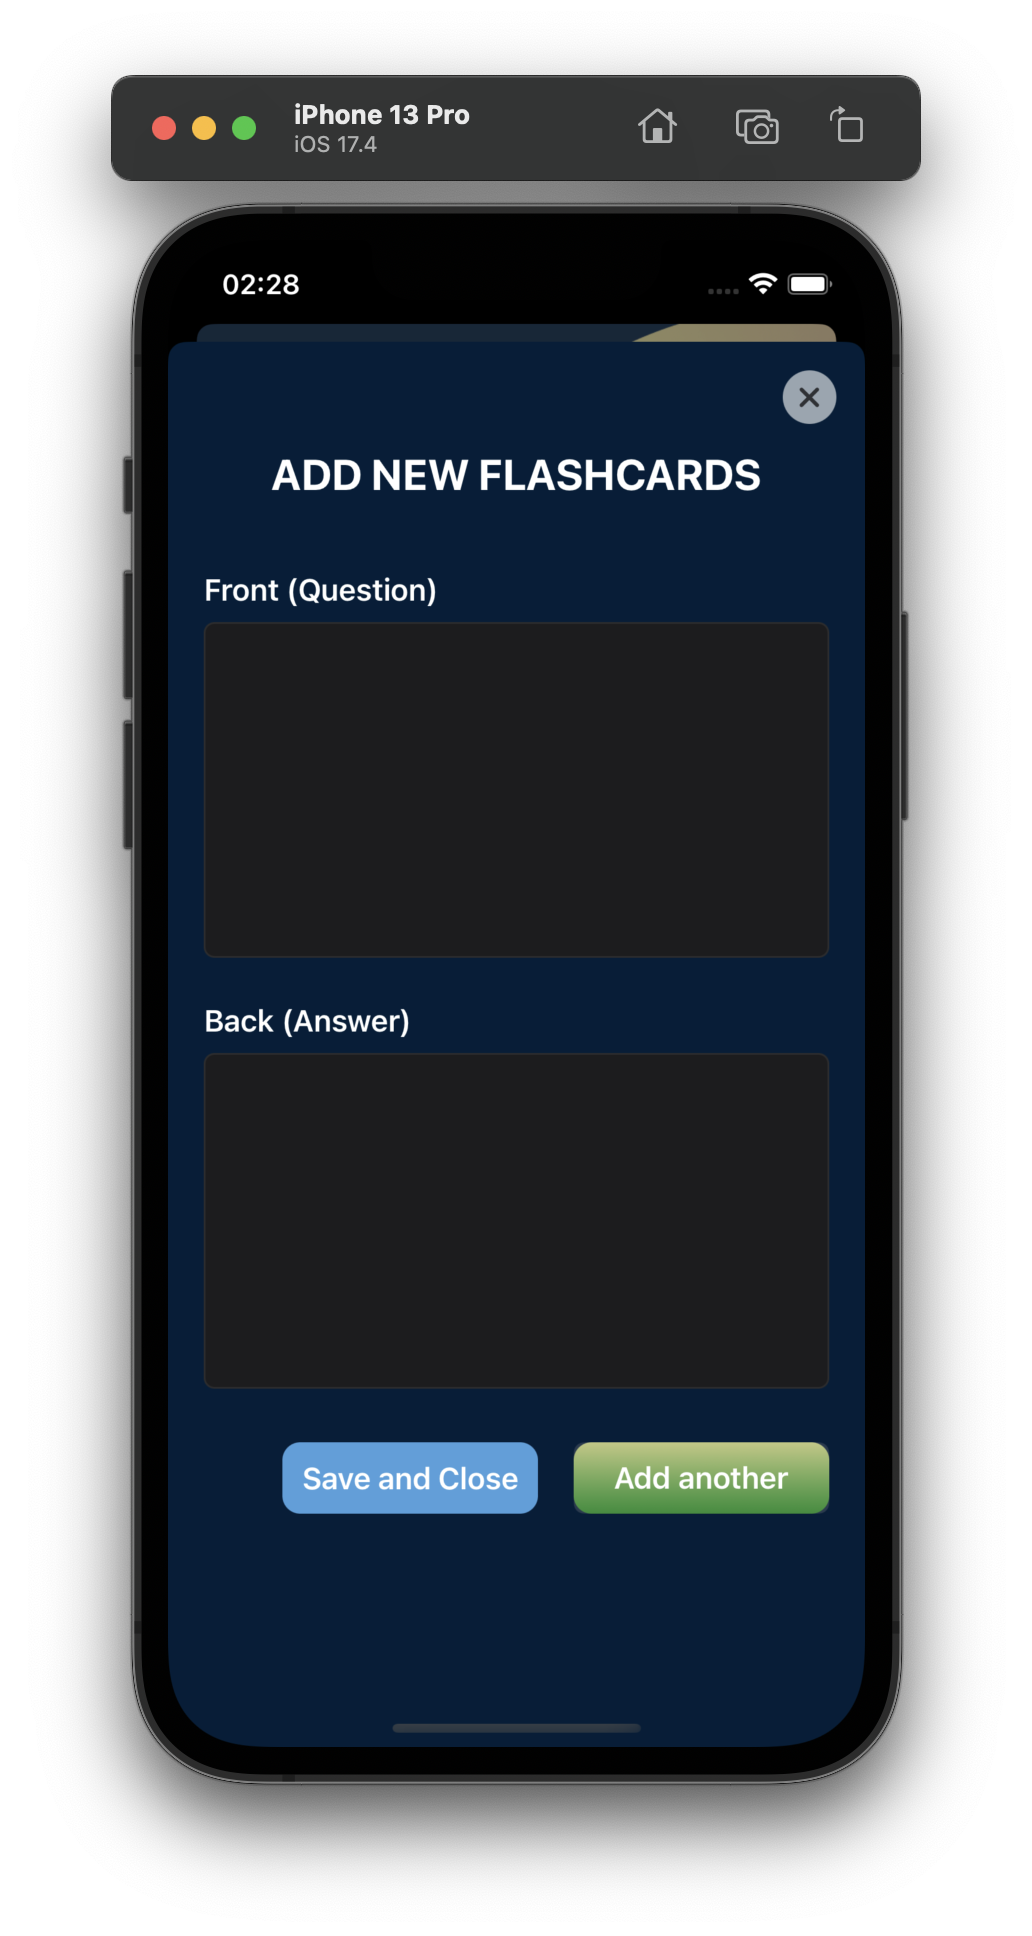 iPhone 13 Pro
iOS 17.4
02:28
ADD NEW FLASHCARDS
Front (Question)
Back (Answer)
Save and Close
Add another